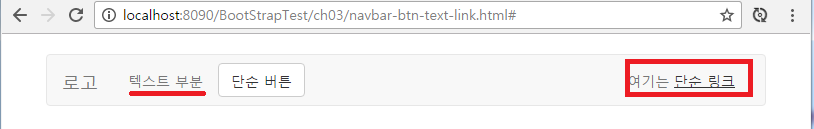 localhost:8090/BootStrapTest/ch03/navbar-btn-text-link.html#
로고 텍스트 부분 단순 버튼 여기는 단순 링크